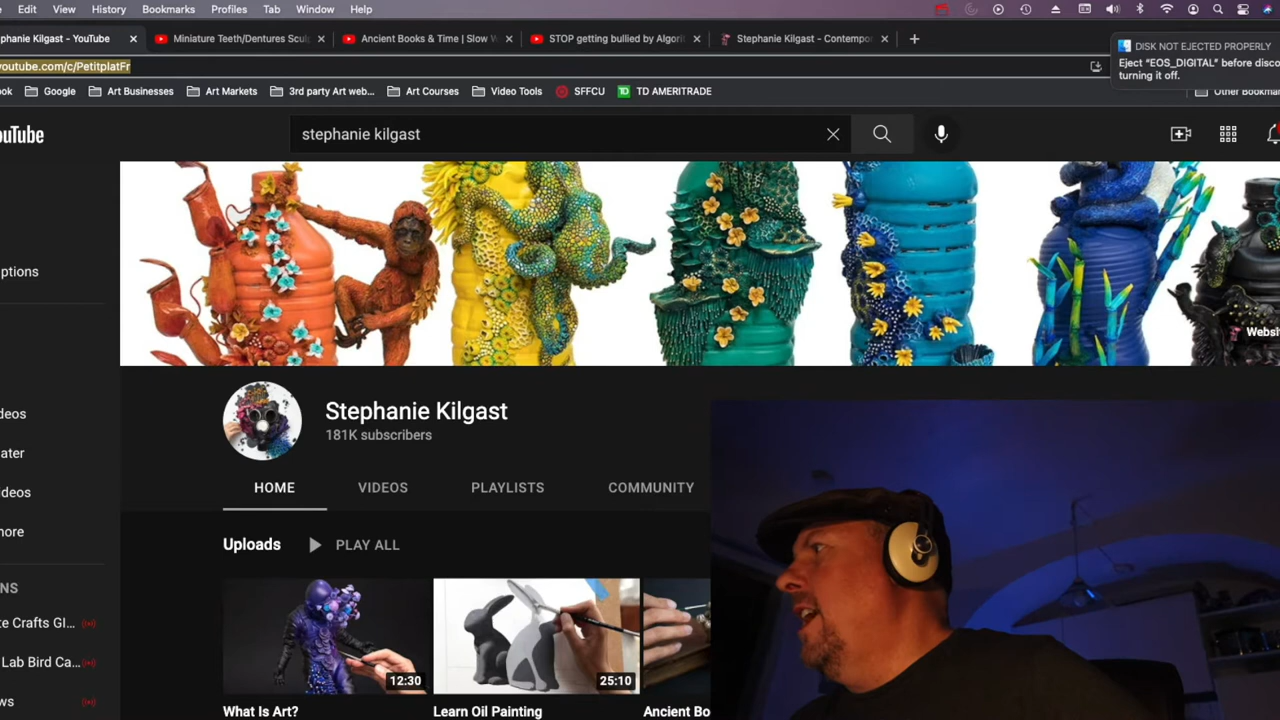 Edit View History Bookmarks Profiles Tab Window Help
phanie Kilgast - YouTube
Miniature Teeth/Dentures Scul
Ancient Books & Time | Slow W
STOP getting bullied by Algori
Stephanie Kilgast - Contempo
youtube.com/c/PetitplatFr
DISK NOT EJECTED PROPERLY
Eject “EOS_DIGITAL” before disco
turning it off.
ook Google Art Businesses Art Markets 3rd party Art web... Art Courses Video Tools SFFCU TD AMERITRADE Other Bookmar
ouTube
stephanie kilgast
Websi
ptions
Stephanie Kilgast
181K subscribers
deos
ater
HOME VIDEOS PLAYLISTS COMMUNITY
deos
more
Uploads PLAY ALL
NS
te Crafts Gl...
Lab Bird Ca...
ws
12:30
25:10
What Is Art?
Learn Oil Painting
Ancient Bo